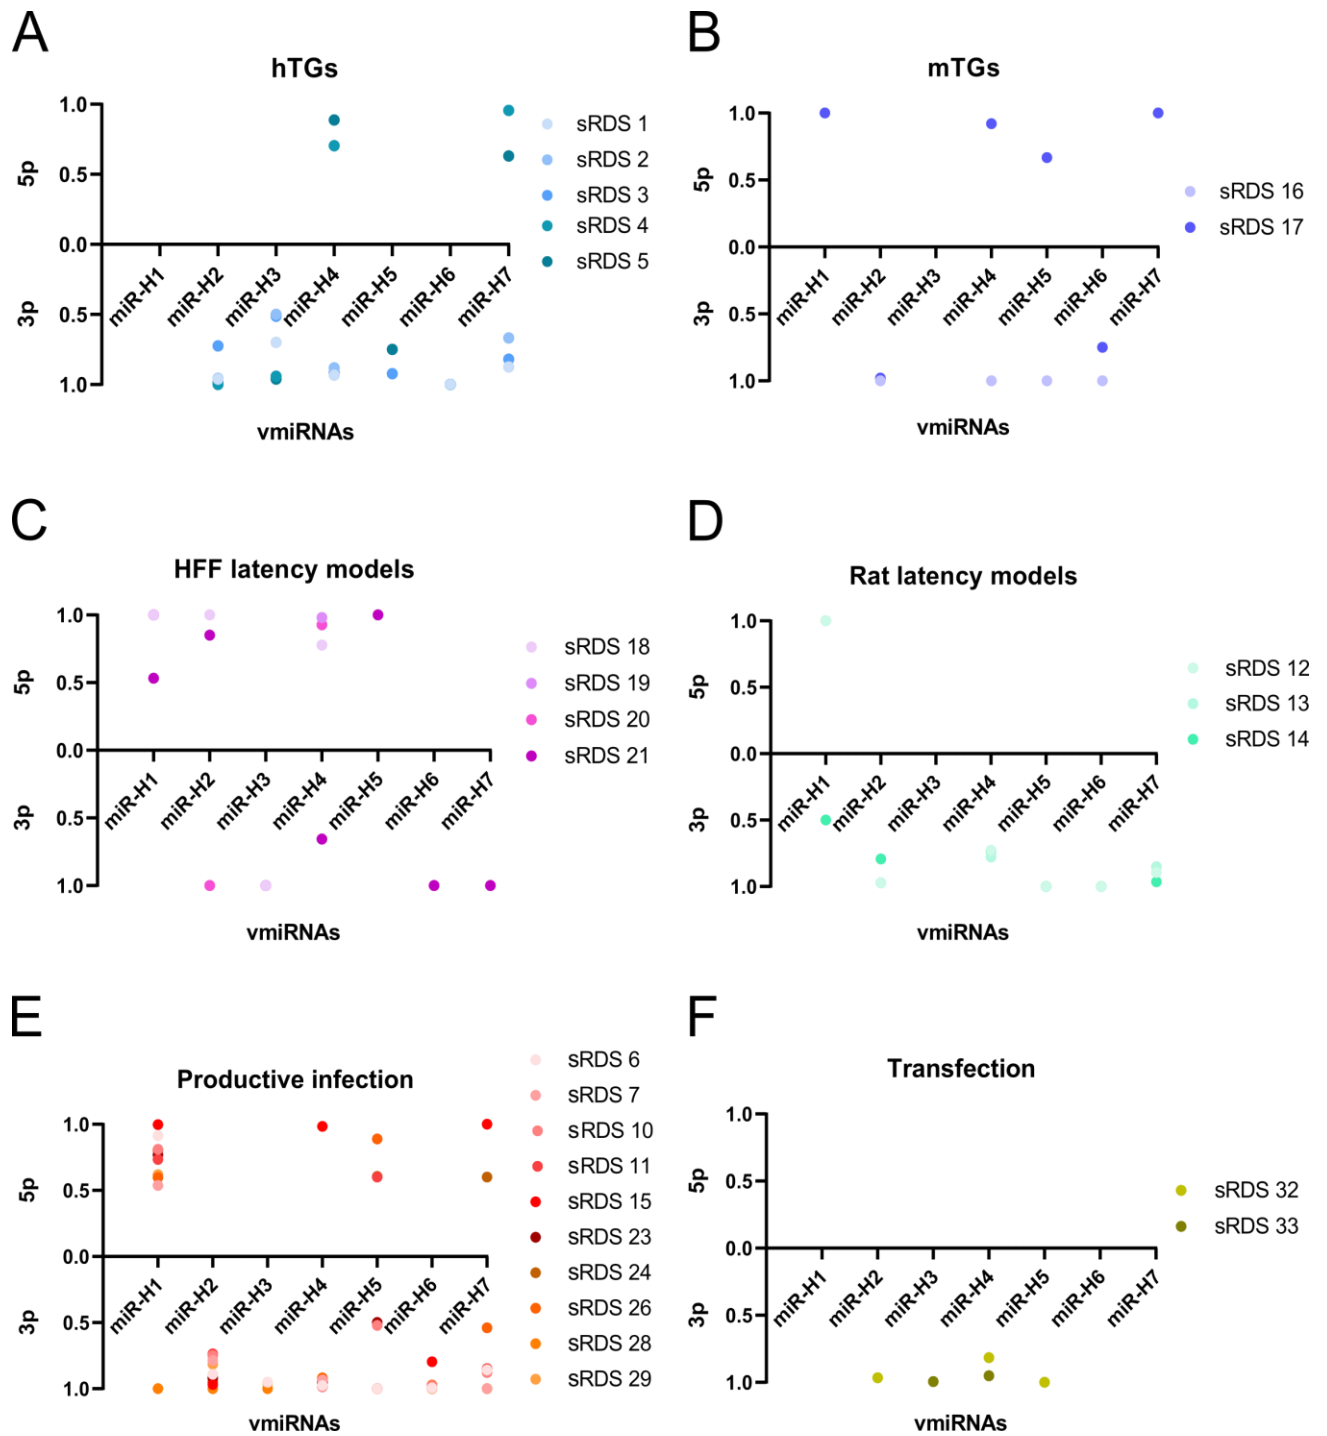 A
hTGs
1.0
0.5
0.0
0.5
1.0
5p
3p
miR-H1
miR-H2
miR-H3
miR-H4
miR-H5
miR-H6
miR-H7
vmiRNAs
sRDS 1
sRDS 2
sRDS 3
sRDS 4
sRDS 5
B
mTGs
1.0
0.5
0.0
0.5
1.0
5p
3p
miR-H1
miR-H2
miR-H3
miR-H4
miR-H5
miR-H6
miR-H7
vmiRNAs
sRDS 16
sRDS 17
C
HFF latency models
1.0
0.5
0.0
0.5
1.0
5p
3p
miR-H1
miR-H2
miR-H3
miR-H4
miR-H5
miR-H6
miR-H7
vmiRNAs
sRDS 18
sRDS 19
sRDS 20
sRDS 21
D
Rat latency models
1.0
0.5
0.0
0.5
1.0
5p
3p
miR-H1
miR-H2
miR-H3
miR-H4
miR-H5
miR-H6
miR-H7
vmiRNAs
sRDS 12
sRDS 13
sRDS 14
E
Productive infection
1.0
0.5
0.0
0.5
1.0
5p
3p
miR-H1
miR-H2
miR-H3
miR-H4
miR-H5
miR-H6
miR-H7
vmiRNAs
sRDS 6
sRDS 7
sRDS 10
sRDS 11
sRDS 15
sRDS 23
sRDS 24
sRDS 26
sRDS 28
sRDS 29
F
Transfection
1.0
0.5
0.0
0.5
1.0
5p
3p
miR-H1
miR-H2
miR-H3
miR-H4
miR-H5
miR-H6
miR-H7
vmiRNAs
sRDS 32
sRDS 33